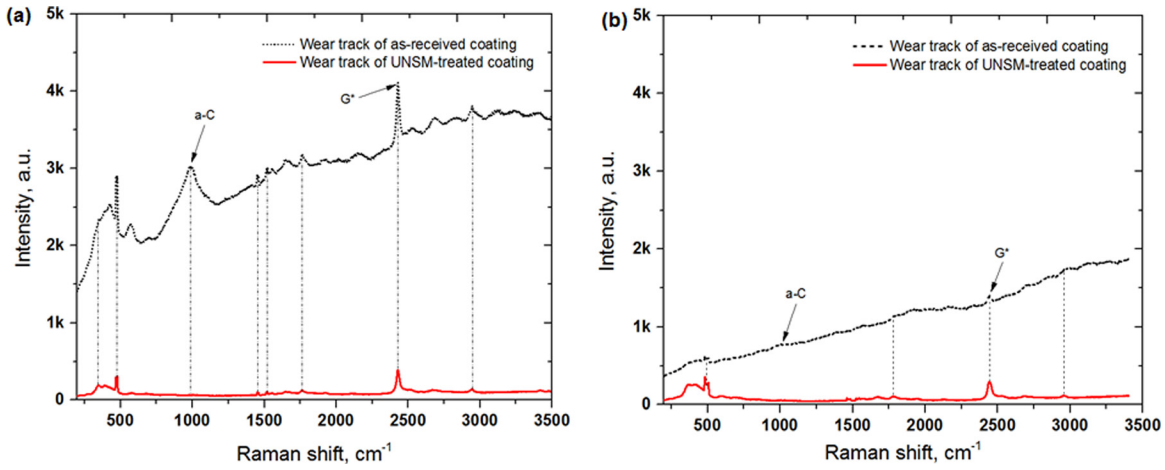 (a)
5k
4k
3k
2k
1k
0
Intensity, a.u.
Wear track of as-received coating
Wear track of UNSM-treated coating
a-C
G*
500 1000 1500 2000 2500 3000 3500
Raman shift, cm-1
(b)
5k
4k
3k
2k
1k
0
Intensity, a.u.
Wear track of as-received coating
Wear track of UNSM-treated coating
a-C
G*
500 1000 1500 2000 2500 3000 3500
Raman shift, cm-1